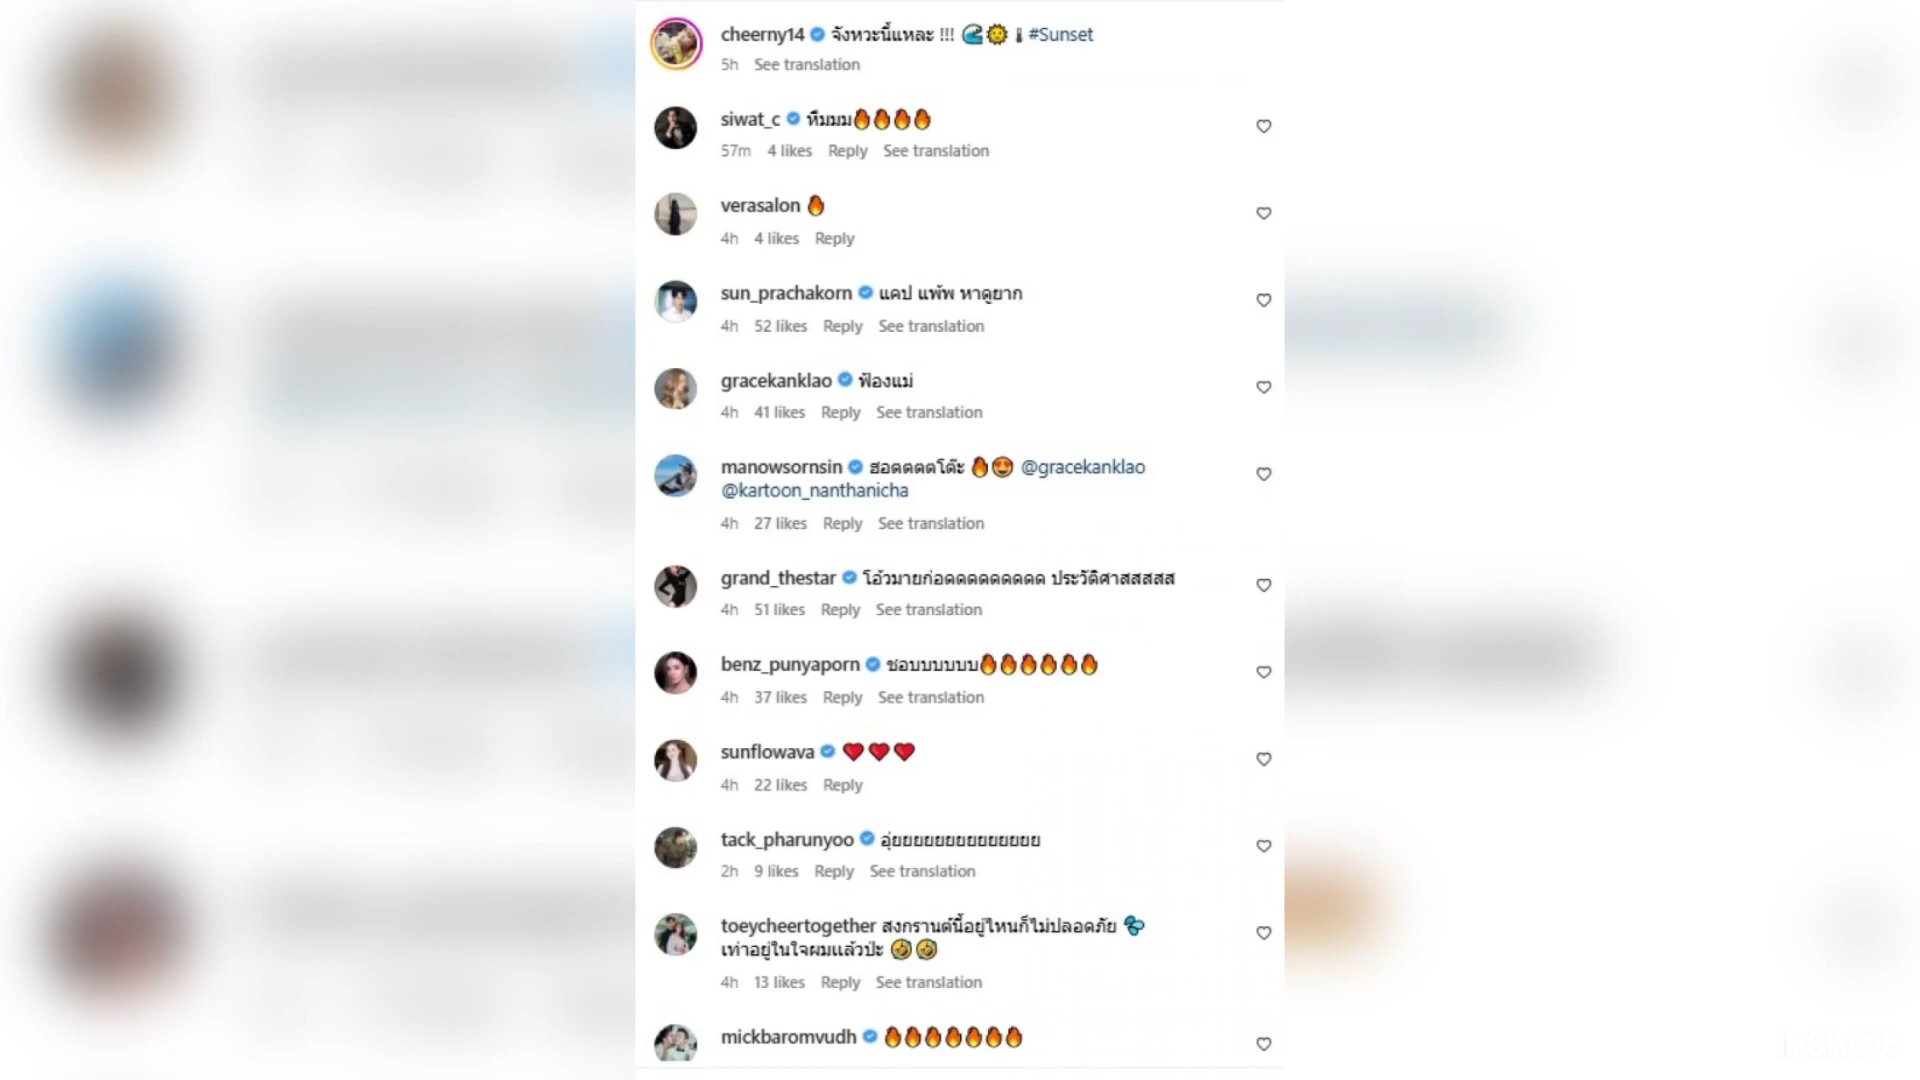 cheerny14 จังหวะนี้แหละ !!! 🌊🌞🌡 #Sunset
5h See translation
siwat_c หืมมม🔥🔥🔥🔥
57m 4 likes Reply See translation
verasalon 🔥
4h 4 likes Reply
sun_prachakorn แคป แพ้พ หาดูยาก
4h 52 likes Reply See translation
gracekanklao ฟ้องแม่
4h 41 likes Reply See translation
manowsornsin ฮอตตตตโต๊ะ 🔥😍 @gracekanklao
@kartoon_nanthanicha
4h 27 likes Reply See translation
grand_thestar โอ้วมายก่อดดดดดดดดดด ประวัติศาสสสสส
4h 51 likes Reply See translation
benz_punyaporn ชอบบบบบบ🔥🔥🔥🔥🔥🔥
4h 37 likes Reply See translation
sunflowava ❤️❤️❤️
4h 22 likes Reply
tack_pharunyoo อุ่ยยยยยยยยยยยยยย
2h 9 likes Reply See translation
toeycheertogether สงกรานต์นี้อยู่ไหนก็ไม่ปลอดภัย 💦
เท่าอยู่ในใจผมแล้วป่ะ 🤣🤣
4h 13 likes Reply See translation
mickbaromvudh 🔥🔥🔥🔥🔥🔥🔥